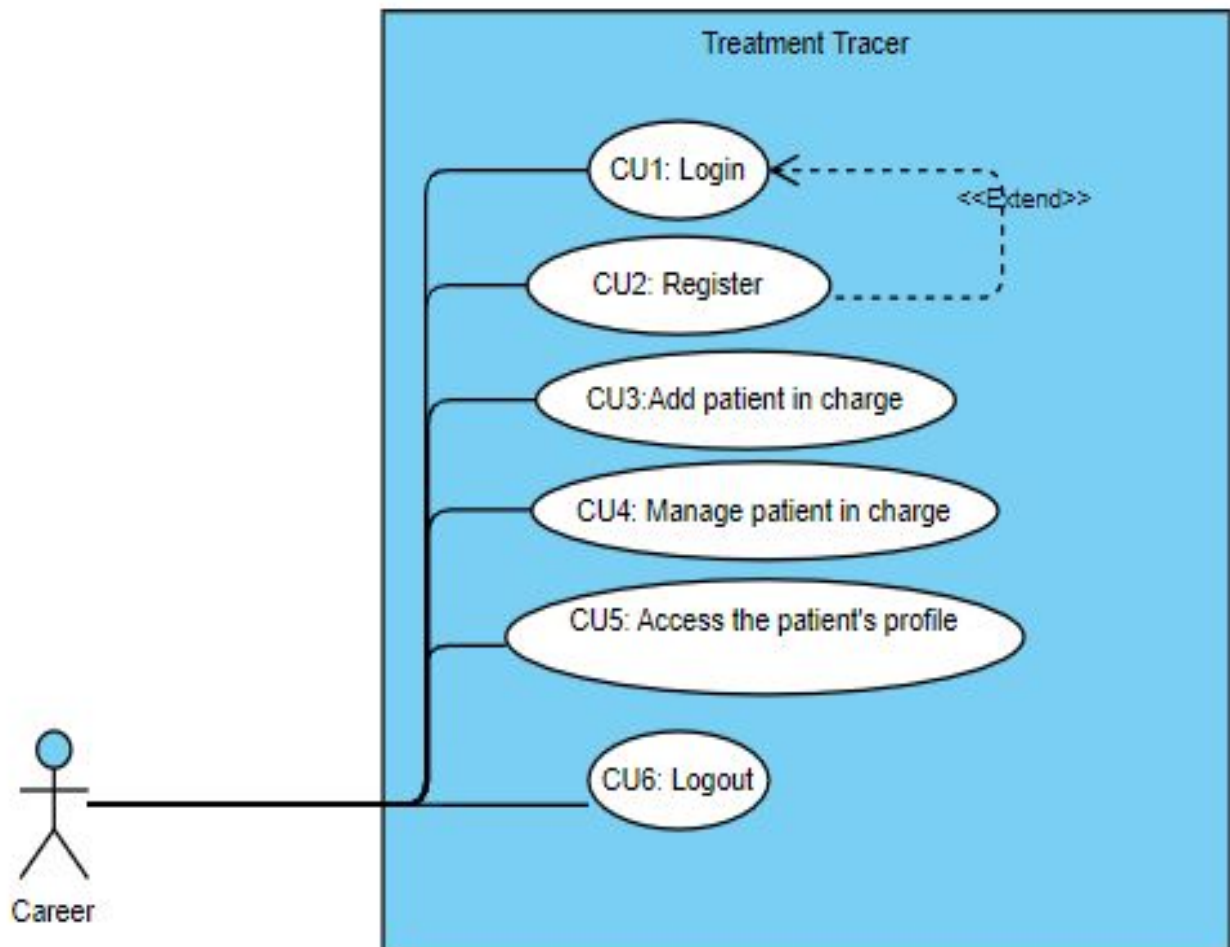 Treatment Tracer
CU1: Login
<<Extend>>
CU2: Register
CU3:Add patient in charge
CU4: Manage patient in charge
CU5: Access the patient's profile
CU6: Logout
Career